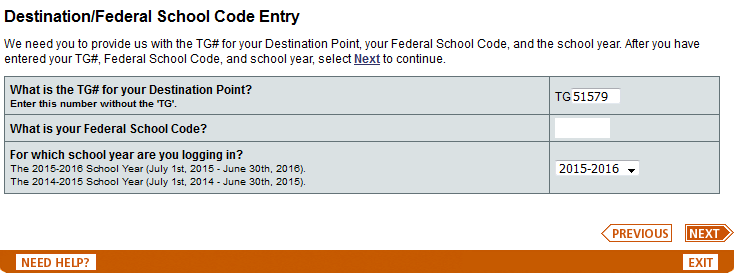 Destination/Federal School Code Entry
We need you to provide us with the TG# for your Destination Point, your Federal School Code, and the school year. After you have
entered your TG#, Federal School Code, and school year, select Next to continue.
What is the TG# for your Destination Point?
Enter this number without the 'TG'.
TG 51579
What is your Federal School Code?
For which school year are you logging in?
The 2015-2016 School Year (July 1st, 2015 - June 30th, 2016).
The 2014-2015 School Year (July 1st, 2014 - June 30th, 2015).
2015-2016
PREVIOUS
NEXT
NEED HELP?
EXIT